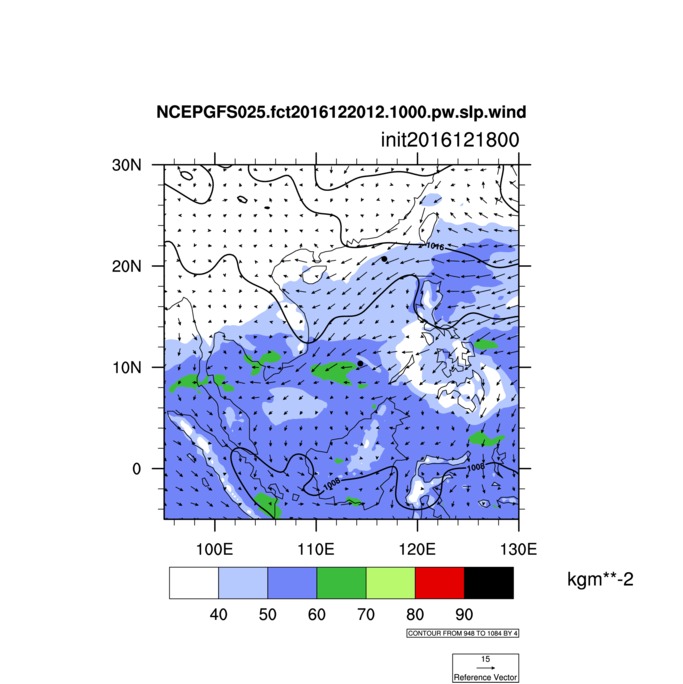 NCEPGFS025.fct2016122012.1000.pw.slp.wind
init2016121800
30N
20N
10N
0
1016
1008
1008
100E 110E 120E 130E
kgm**-2
40 50 60 70 80 90
CONTOUR FROM 948 TO 1084 BY 4
15
Reference Vector